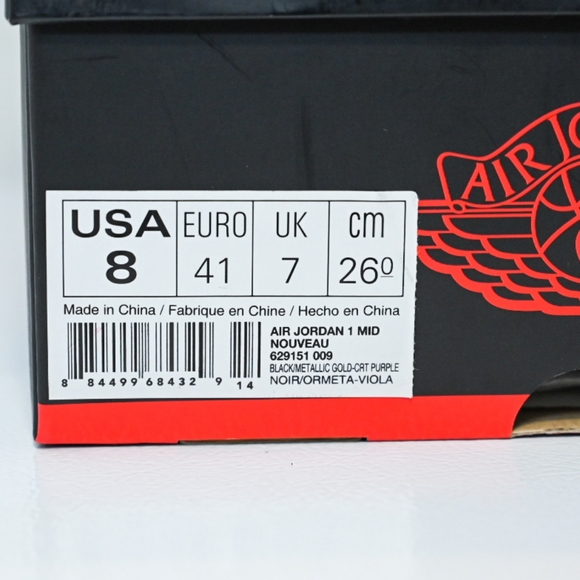 AIR JO
USA EURO UK cm
8 41 7 26⁰
Made in China / Fabrique en Chine / Hecho en China
AIR JORDAN 1 MID
NOUVEAU
629151 009
BLACK/METALLIC GOLD-CRT PURPLE
NOIR/ORMETA-VIOLA
8 84499 68432 9 14